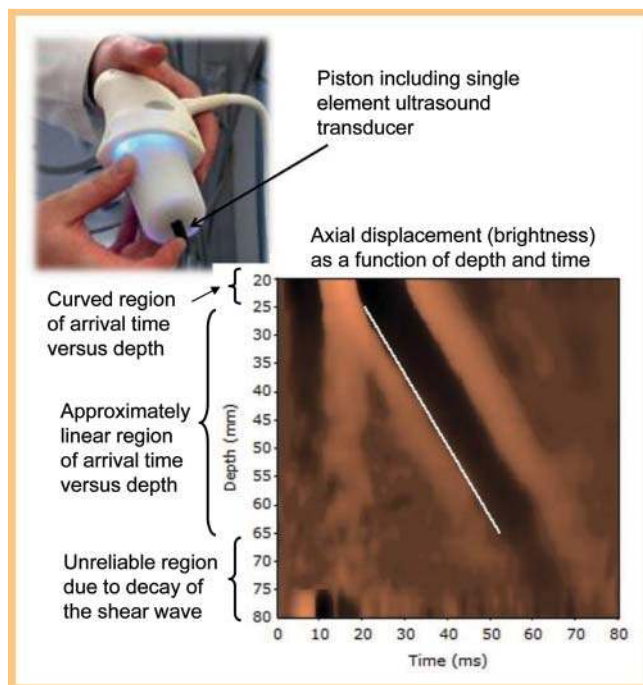 Piston including single
element ultrasound
transducer
Axial displacement (brightness)
as a function of depth and time
Curved region
of arrival time
versus depth
Approximately
linear region
of arrival time
versus depth
Unreliable region
due to decay of
the shear wave
Depth (mm)
20
25
30
35
40
45
50
55
60
65
70
75
80
0 10 20 30 40 50 60 70 80
Time (ms)